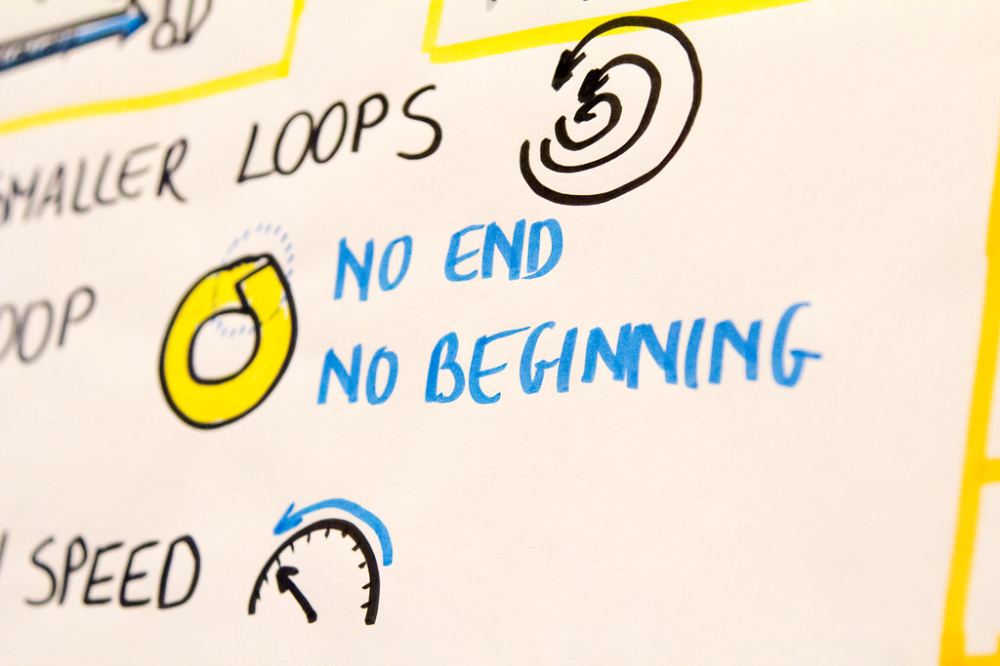 SMALLER LOOPS
NO END
NO BEGINNING
SPEED